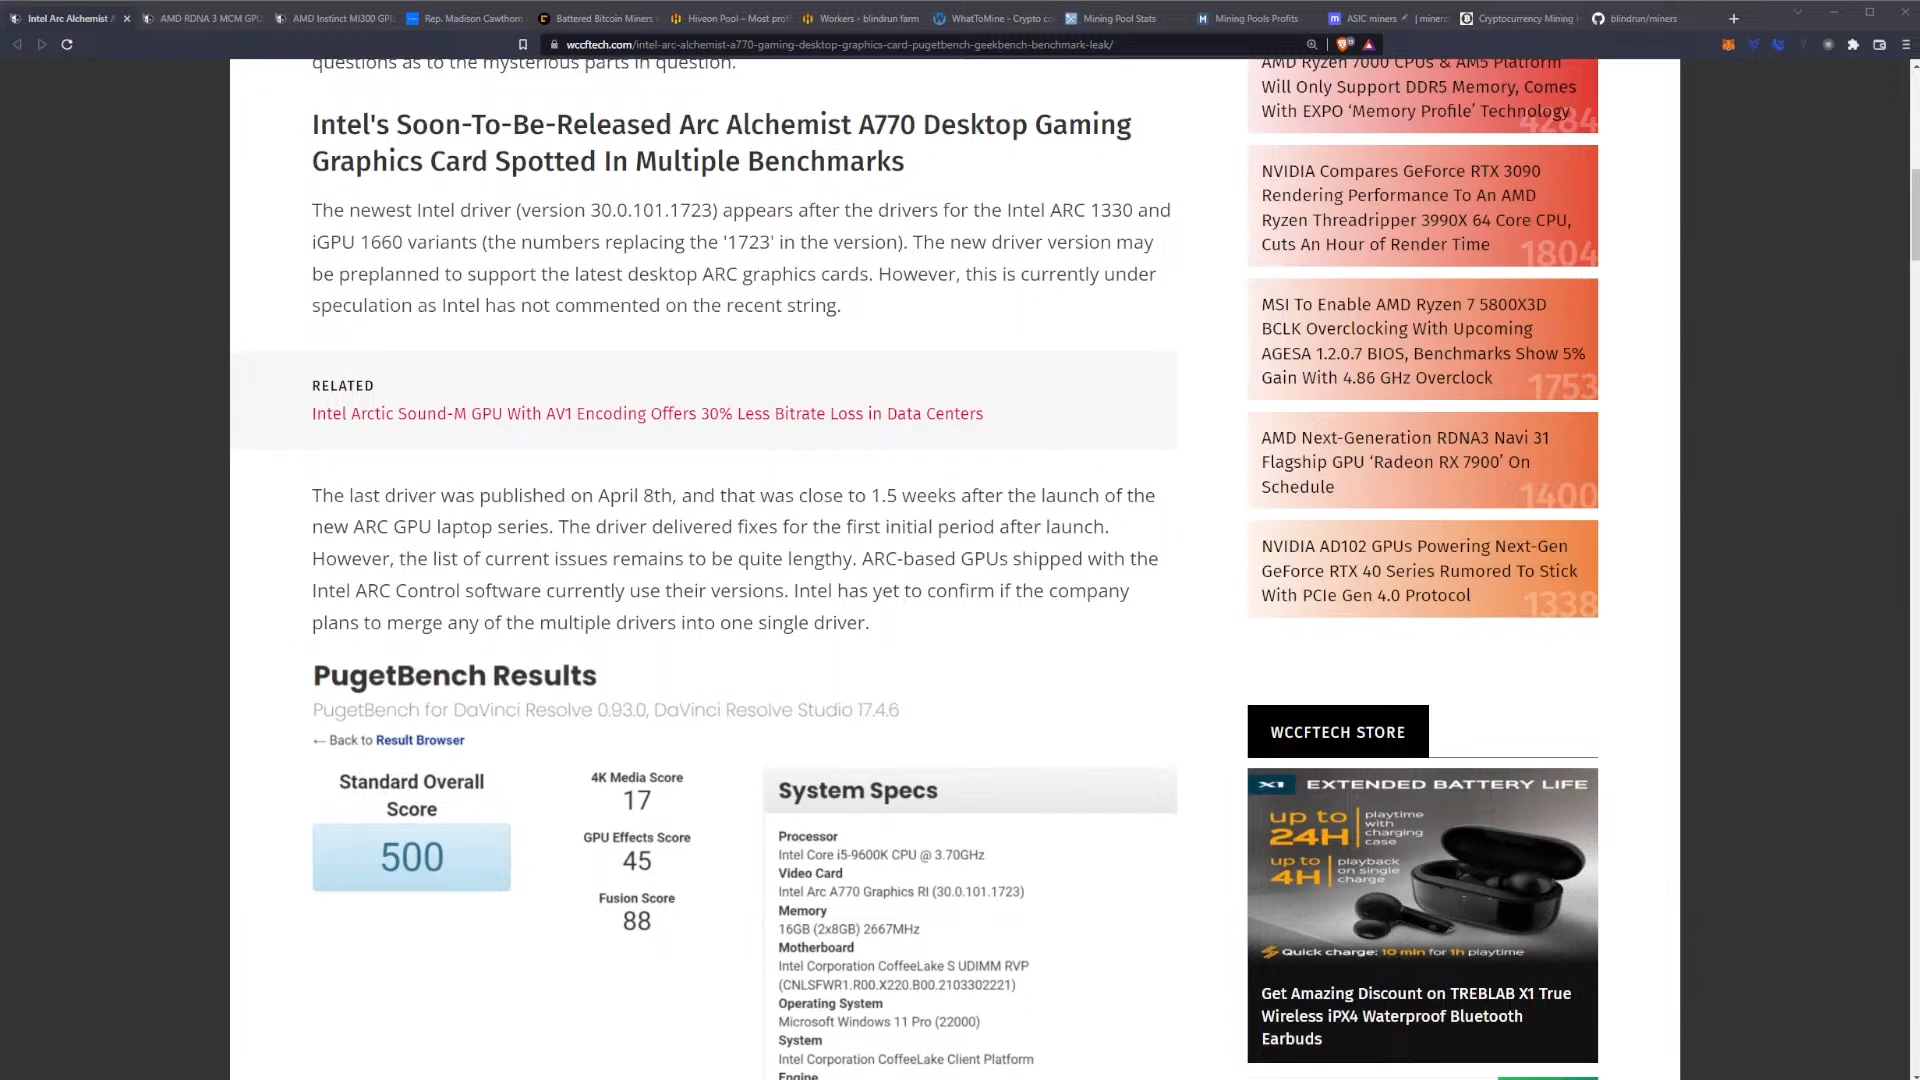 Intel Arc Alchemist
AMD RDNA 3 MCM GPU
AMD Instinct MI300 GPU
Rep. Madison Cawthorn
Battered Bitcoin Miners
Hiveon Pool – Most pro
Workers - blindrun farm
WhatToMine - Crypto co
Mining Pool Stats
Mining Pools Profits
ASIC miners | miner
Cryptocurrency Mining
blindrun/miners
wccftech.com/intel-arc-alchemist-a770-gaming-desktop-graphics-card-pugetbench-geekbench-benchmark-leak/
questions as to the mysterious parts in question.
Intel's Soon-To-Be-Released Arc Alchemist A770 Desktop Gaming
Graphics Card Spotted In Multiple Benchmarks
The newest Intel driver (version 30.0.101.1723) appears after the drivers for the Intel ARC 1330 and
iGPU 1660 variants (the numbers replacing the '1723' in the version). The new driver version may
be preplanned to support the latest desktop ARC graphics cards. However, this is currently under
speculation as Intel has not commented on the recent string.
RELATED
Intel Arctic Sound-M GPU With AV1 Encoding Offers 30% Less Bitrate Loss in Data Centers
The last driver was published on April 8th, and that was close to 1.5 weeks after the launch of the
new ARC GPU laptop series. The driver delivered fixes for the first initial period after launch.
However, the list of current issues remains to be quite lengthy. ARC-based GPUs shipped with the
Intel ARC Control software currently use their versions. Intel has yet to confirm if the company
plans to merge any of the multiple drivers into one single driver.
PugetBench Results
PugetBench for DaVinci Resolve 0.93.0, DaVinci Resolve Studio 17.4.6
← Back to Result Browser
Standard Overall
Score
500
4K Media Score
17
GPU Effects Score
45
Fusion Score
88
System Specs
Processor
Intel Core i5-9600K CPU @ 3.70GHz
Video Card
Intel Arc A770 Graphics RI (30.0.101.1723)
Memory
16GB (2x8GB) 2667MHz
Motherboard
Intel Corporation CoffeeLake S UDIMM RVP
(CNLSFWR1.R00.X220.B00.2103302221)
Operating System
Microsoft Windows 11 Pro (22000)
System
Intel Corporation CoffeeLake Client Platform
Engine
AMD Ryzen 7000 CPUs & AM5 Platform
Will Only Support DDR5 Memory, Comes
With EXPO ‘Memory Profile’ Technology
4284
NVIDIA Compares GeForce RTX 3090
Rendering Performance To An AMD
Ryzen Threadripper 3990X 64 Core CPU,
Cuts An Hour of Render Time
1804
MSI To Enable AMD Ryzen 7 5800X3D
BCLK Overclocking With Upcoming
AGESA 1.2.0.7 BIOS, Benchmarks Show 5%
Gain With 4.86 GHz Overclock
1753
AMD Next-Generation RDNA3 Navi 31
Flagship GPU ‘Radeon RX 7900’ On
Schedule
1400
NVIDIA AD102 GPUs Powering Next-Gen
GeForce RTX 40 Series Rumored To Stick
With PCIe Gen 4.0 Protocol
1338
WCCFTECH STORE
X1 EXTENDED BATTERY LIFE
up to 24H playtime with charging case
up to 4H playback on single charge
Quick charge: 10 min for 1h playtime
Get Amazing Discount on TREBLAB X1 True
Wireless iPX4 Waterproof Bluetooth
Earbuds